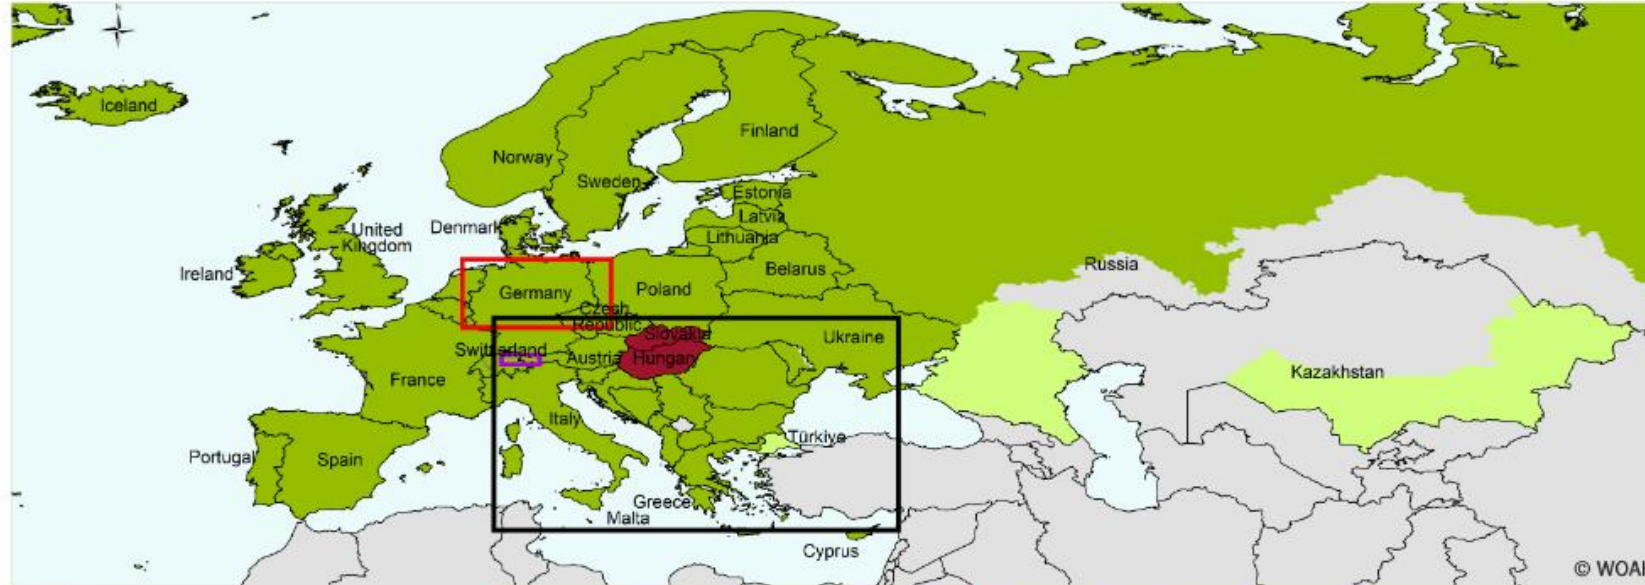 Iceland
Norway
Finland
Sweden
Estonia
Latvia
Lithuania
Denmark
United
Kingdom
Ireland
Belarus
Russia
Germany
Poland
Czech
Republic
Slovakia
Ukraine
Switzerland
Austria
Hungary
France
Kazakhstan
Italy
Türkiye
Portugal
Spain
Greece
Malta
Cyprus
© WOA